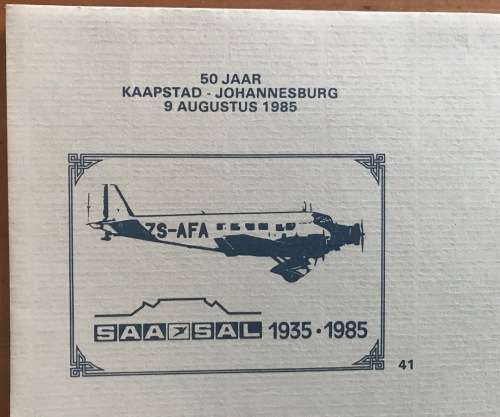 50 JAAR
KAAPSTAD - JOHANNESBURG
9 AUGUSTUS 1985
ZS-AFA
SAA SAL 1935 • 1985
41